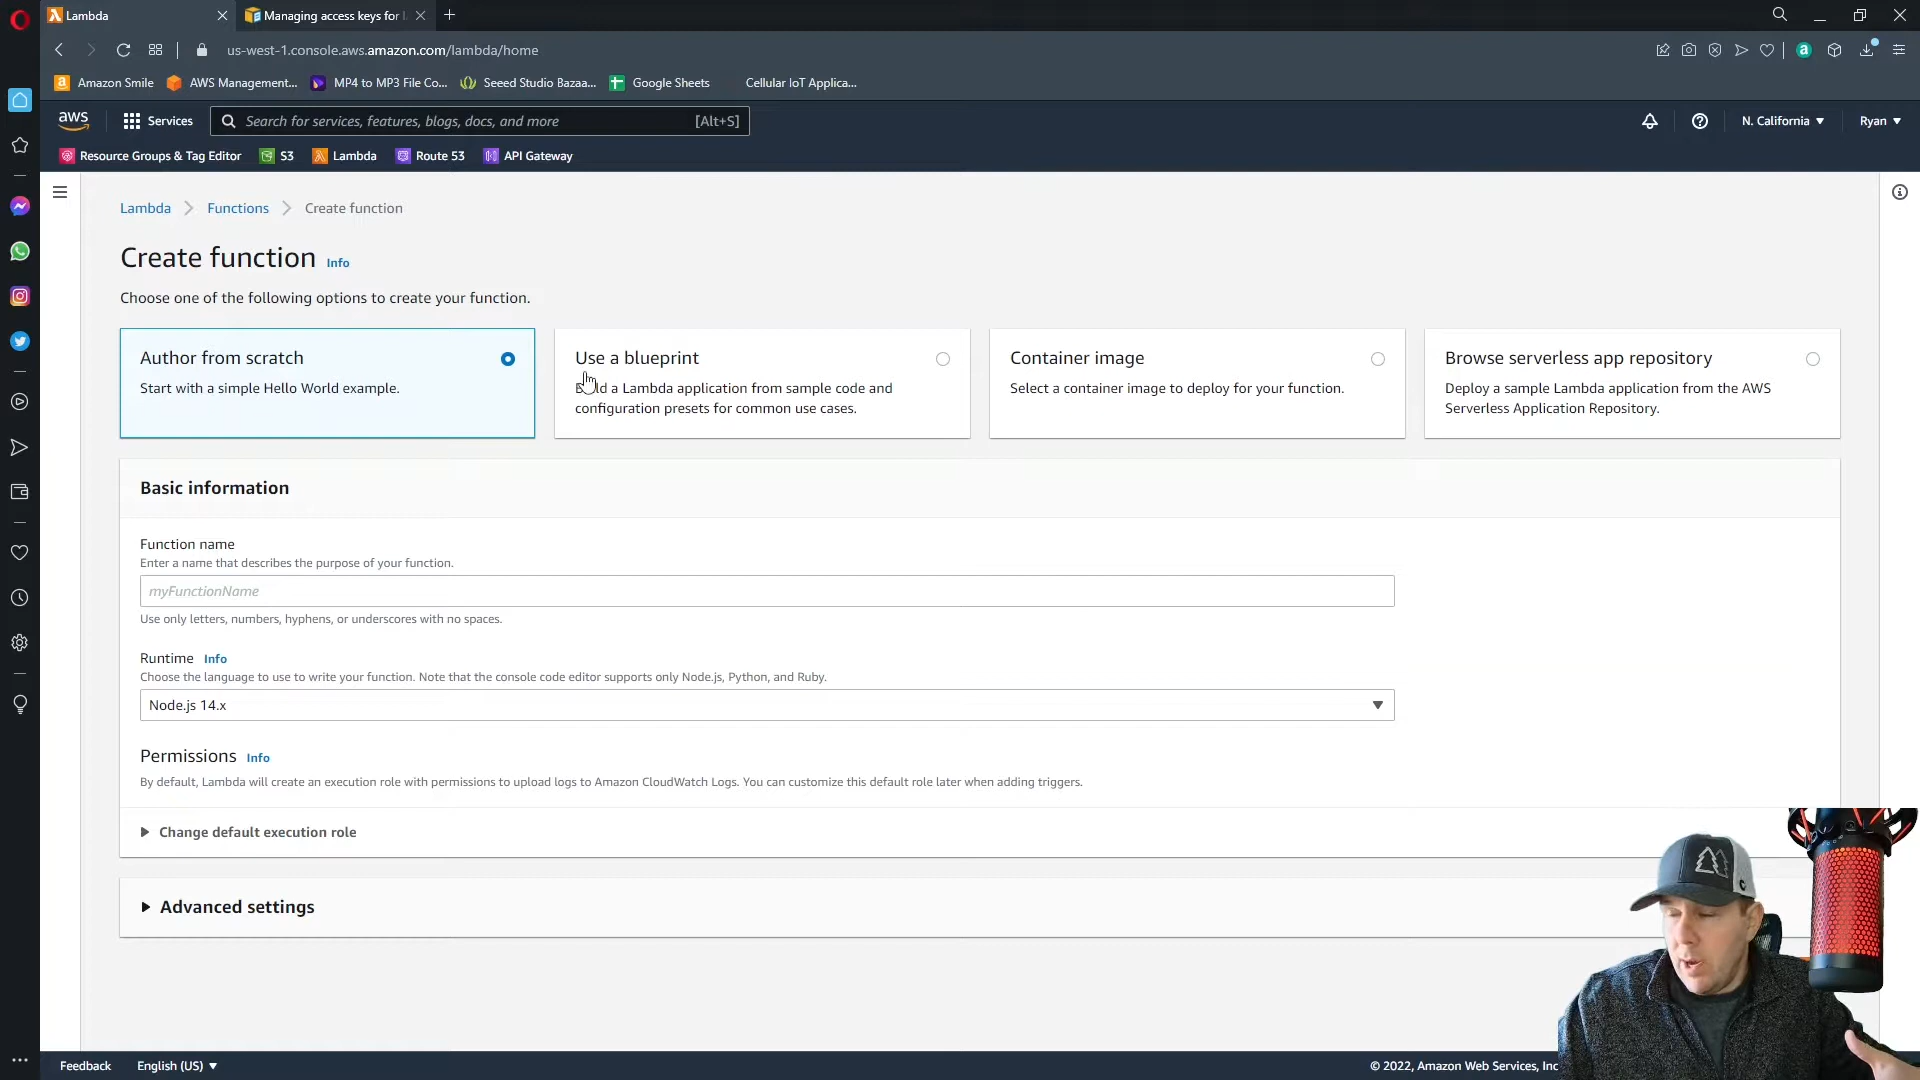 Lambda
Managing access keys for
us-west-1.console.aws.amazon.com/lambda/home
Amazon Smile
AWS Management...
MP4 to MP3 File Co...
Seeed Studio Bazaa...
Google Sheets
Cellular IoT Applica...
aws
Services
Search for services, features, blogs, docs, and more
[Alt+S]
N. California
Ryan
Resource Groups & Tag Editor
S3
Lambda
Route 53
API Gateway
Lambda
Functions
Create function
Create function
Info
Choose one of the following options to create your function.
Author from scratch
Start with a simple Hello World example.
Use a blueprint
a Lambda application from sample code and
configuration presets for common use cases.
Container image
Select a container image to deploy for your function.
Browse serverless app repository
Deploy a sample Lambda application from the AWS
Serverless Application Repository.
Basic information
Function name
Enter a name that describes the purpose of your function.
myFunctionName
Use only letters, numbers, hyphens, or underscores with no spaces.
Runtime Info
Choose the language to use to write your function. Note that the console code editor supports only Node.js, Python, and Ruby.
Node.js 14.x
Permissions Info
By default, Lambda will create an execution role with permissions to upload logs to Amazon CloudWatch Logs. You can customize this default role later when adding triggers.
Change default execution role
Advanced settings
Feedback
English (US)
© 2022, Amazon Web Services, Inc